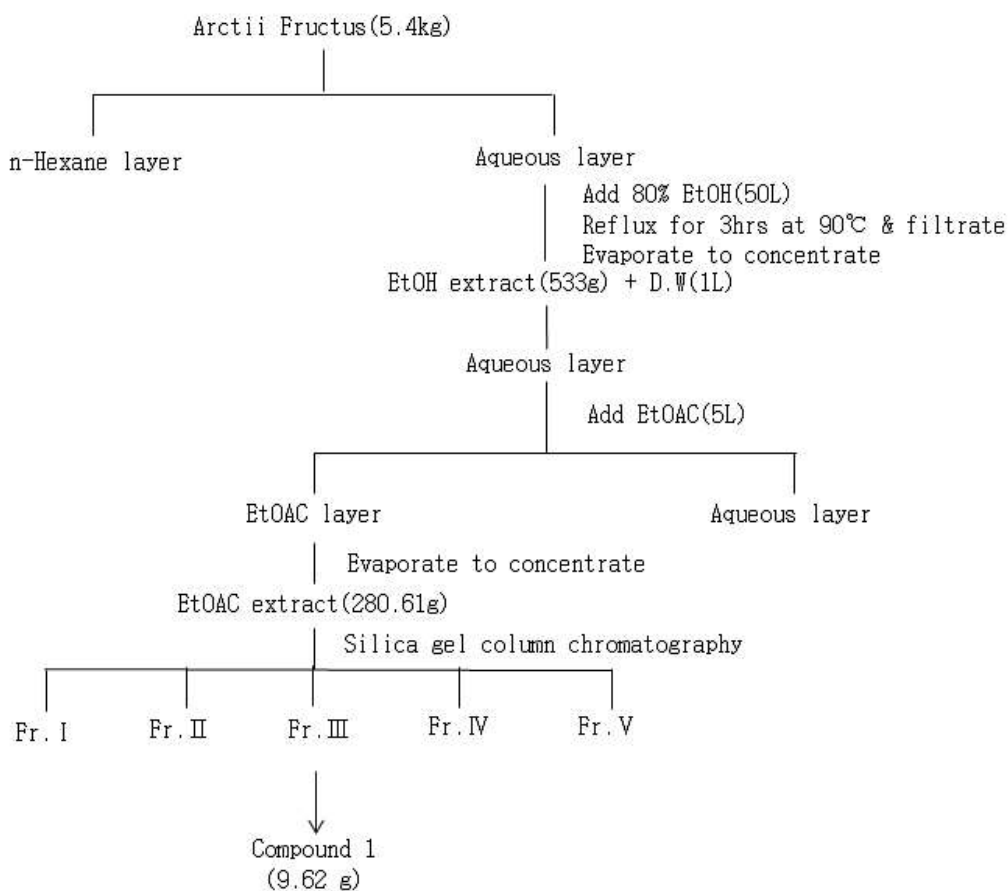 Arctii Fructus(5.4kg)
n-Hexane layer
Aqueous layer
Add 80% EtOH(50L)
Reflux for 3hrs at 90℃ & filtrate
Evaporate to concentrate
EtOH extract(533g) + D.W(1L)
Aqueous layer
Add EtOAC(5L)
EtOAC layer
Aqueous layer
Evaporate to concentrate
EtOAC extract(280.61g)
Silica gel column chromatography
Fr.Ⅰ
Fr.Ⅱ
Fr.Ⅲ
Fr.Ⅳ
Fr.Ⅴ
Compound 1
(9.62 g)